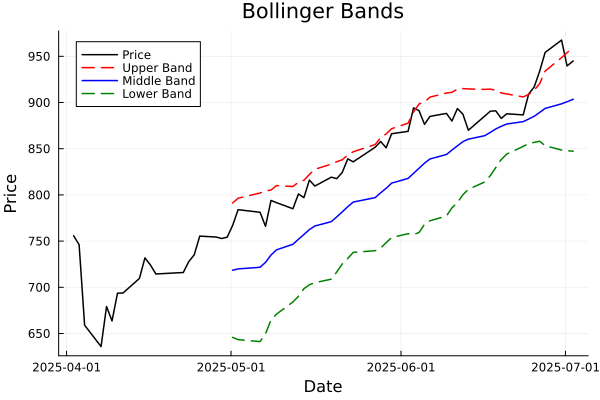 Bollinger Bands
Price
Upper Band
Middle Band
Lower Band
Price
950
900
850
800
750
700
650
2025-04-01
2025-05-01
2025-06-01
2025-07-01
Date